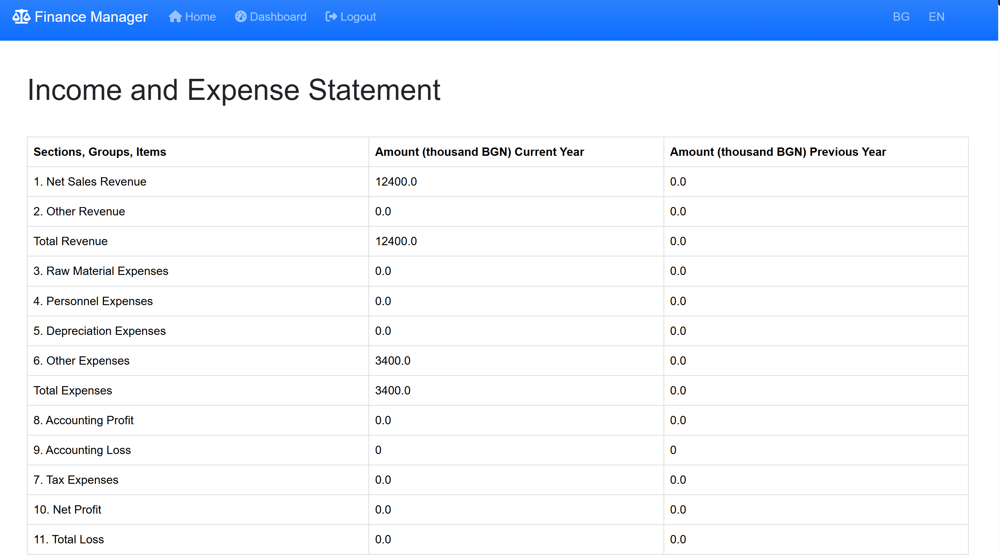 Finance Manager Home Dashboard Logout BG EN
Income and Expense Statement
Sections, Groups, Items Amount (thousand BGN) Current Year Amount (thousand BGN) Previous Year
1. Net Sales Revenue 12400.0 0.0
2. Other Revenue 0.0 0.0
Total Revenue 12400.0 0.0
3. Raw Material Expenses 0.0 0.0
4. Personnel Expenses 0.0 0.0
5. Depreciation Expenses 0.0 0.0
6. Other Expenses 3400.0 0.0
Total Expenses 3400.0 0.0
8. Accounting Profit 0.0 0.0
9. Accounting Loss 0 0
7. Tax Expenses 0.0 0.0
10. Net Profit 0.0 0.0
11. Total Loss 0.0 0.0